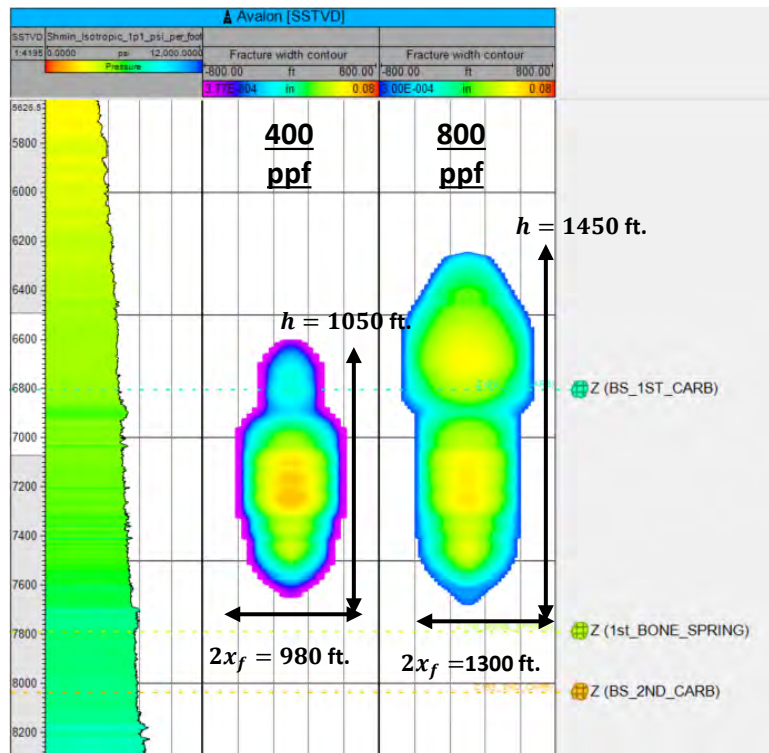 Avalon [SSTVD]
SSTVD Shmin_Isotropic_1p1_psi_per_foot
1:4195 0.0000 psi 12,000.0000
Pressure
Fracture width contour Fracture width contour
-800.00 ft 800.00 -800.00 ft 800.00
in 0.08 3.00E-004 in 0.08
5626.5
5800
6000
6200
6400
6600
6800
7000
7200
7400
7600
7800
8000
8200
400
ppf
800
ppf
h = 1450 ft.
h = 1050 ft.
Z (BS_1ST_CARB)
Z (1st_BONE_SPRING)
2x_f = 980 ft.
2x_f =1300 ft.
Z (BS_2ND_CARB)